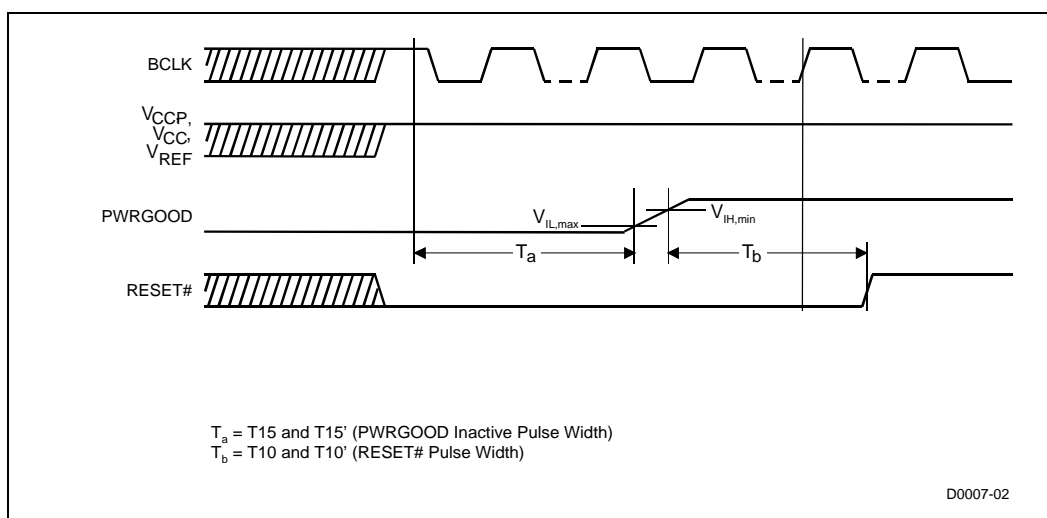 BCLK
VCCP,
VCC,
VREF
PWRGOOD
VIL,max
VIH,min
Ta
Tb
RESET#
Ta = T15 and T15' (PWRGOOD Inactive Pulse Width)
Tb = T10 and T10' (RESET# Pulse Width)
D0007-02